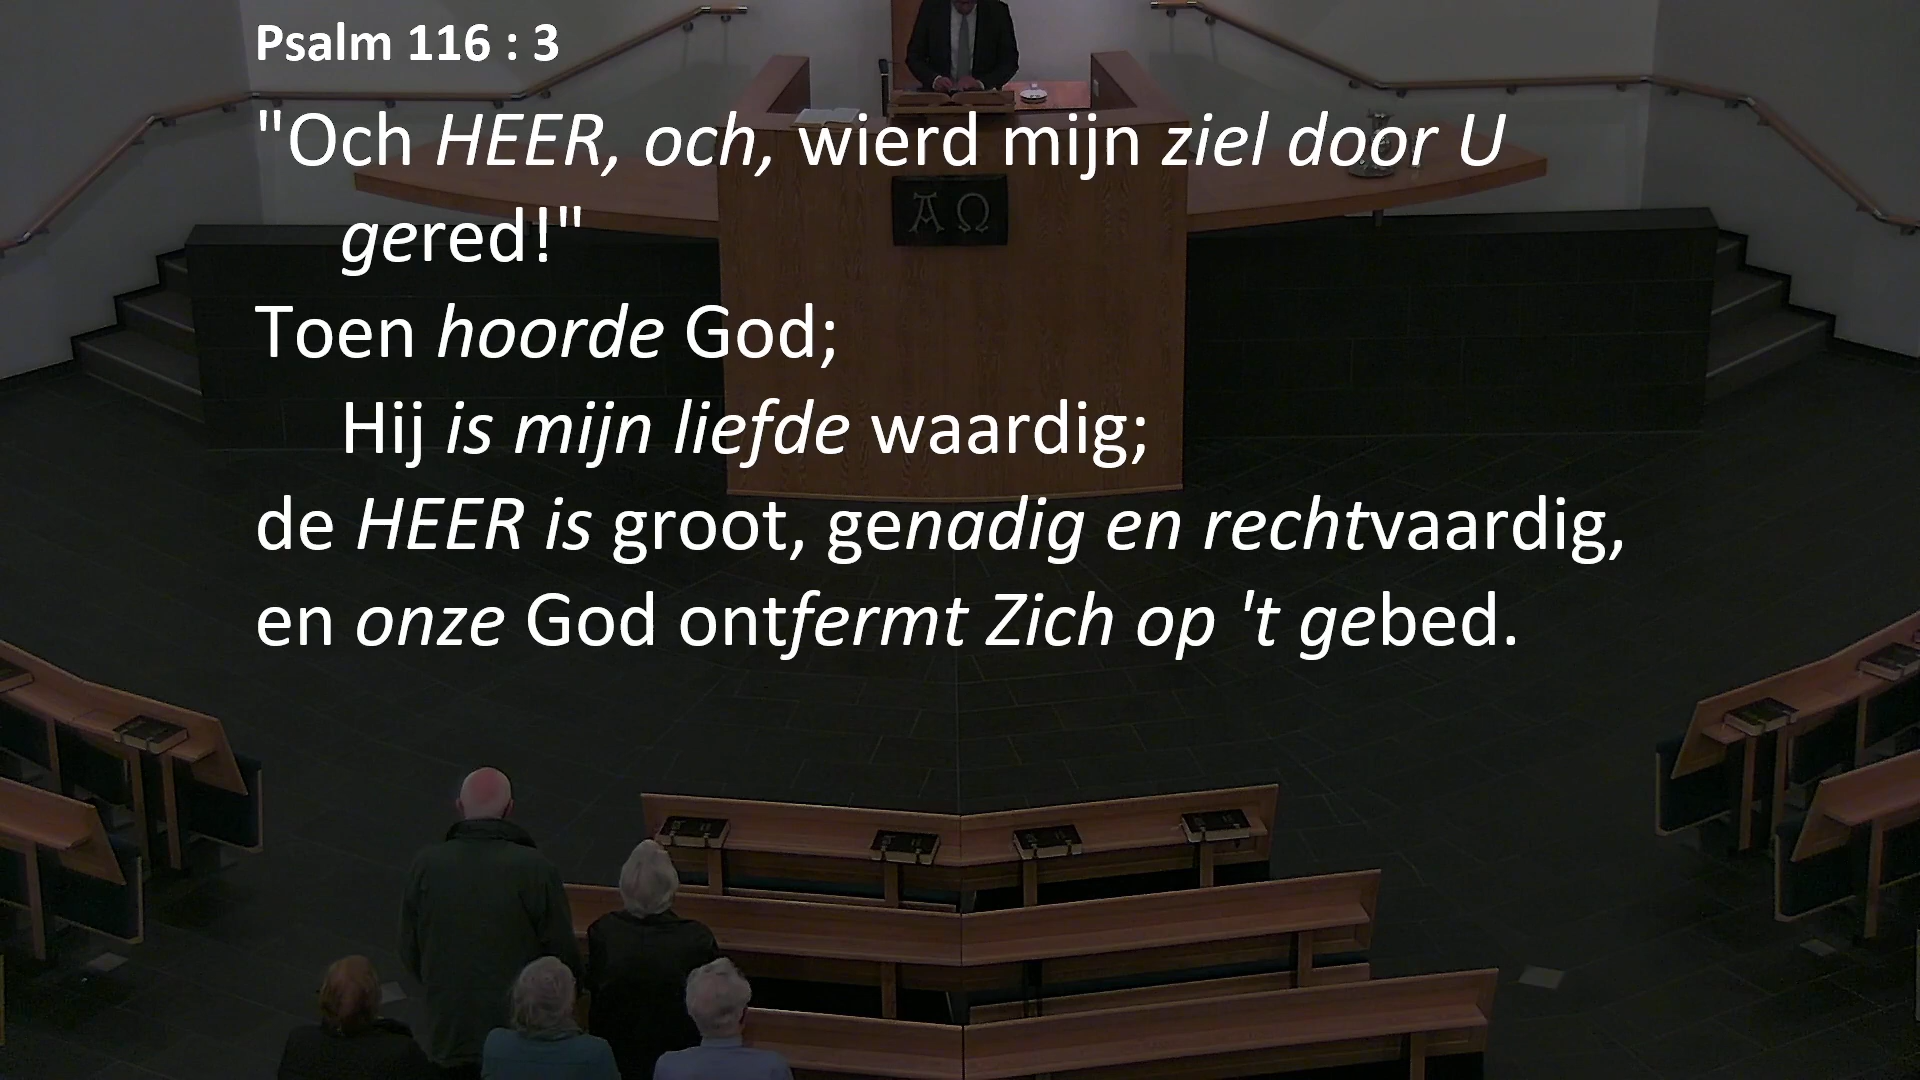 Psalm 116 : 3
"Och HEER, och, wierd mijn ziel door U
gered!"
Toen hoorde God;
Hij is mijn liefde waardig;
de HEER is groot, genadig en rechtvaardig,
en onze God ontfermt Zich op 't gebed.
Α Ω